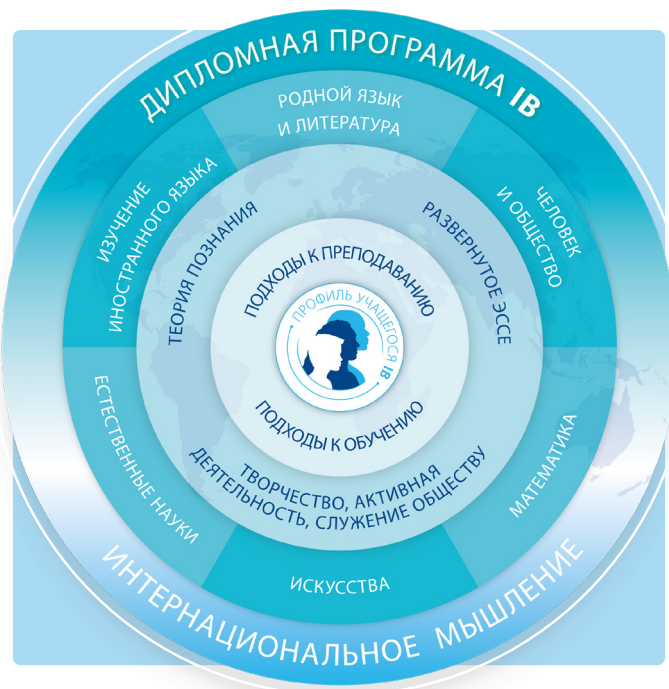 ДИПЛОМНАЯ ПРОГРАММА IB
РОДНОЙ ЯЗЫК
И ЛИТЕРАТУРА
ЧЕЛОВЕК
И ОБЩЕСТВО
МАТЕМАТИКА
ИСКУССТВА
ЕСТЕСТВЕННЫЕ НАУКИ
ИЗУЧЕНИЕ
ИНОСТРАННОГО ЯЗЫКА
ТЕОРИЯ ПОЗНАНИЯ
РАЗВЕРНУТОЕ ЭССЕ
ТВОРЧЕСТВО, АКТИВНАЯ
ДЕЯТЕЛЬНОСТЬ, СЛУЖЕНИЕ ОБЩЕСТВУ
ПОДХОДЫ К ПРЕПОДАВАНИЮ
ПРОФИЛЬ УЧАЩЕГОСЯ IB
ПОДХОДЫ К ОБУЧЕНИЮ
ИНТЕРНАЦИОНАЛЬНОЕ МЫШЛЕНИЕ